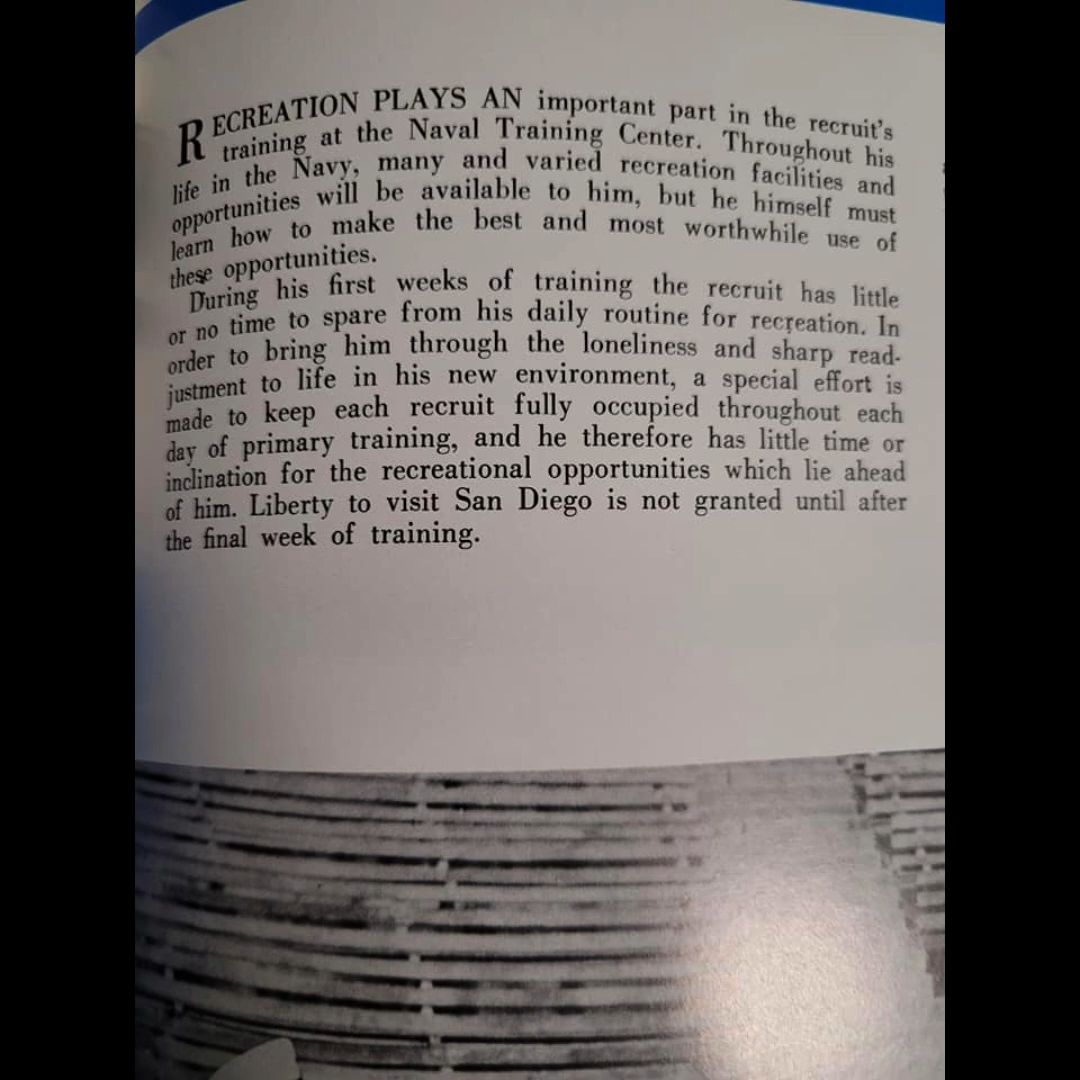 RECREATION PLAYS AN important part in the recruit's
training at the Naval Training Center. Throughout his
life in the Navy, many and varied recreation facilities and
opportunities will be available to him, but he himself must
learn how to make the best and most worthwhile use of
these opportunities.
During his first weeks of training the recruit has little
or no time to spare from his daily routine for recreation. In
order to bring him through the loneliness and sharp read-
justment to life in his new environment, a special effort is
made to keep each recruit fully occupied throughout each
day of primary training, and he therefore has little time or
inclination for the recreational opportunities which lie ahead
of him. Liberty to visit San Diego is not granted until after
the final week of training.